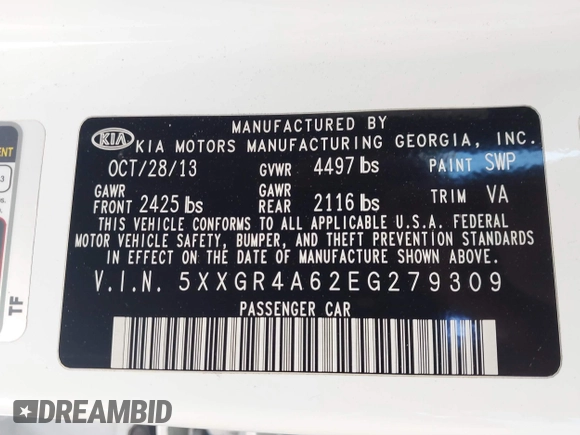 MANUFACTURED BY
KIA KIA MOTORS MANUFACTURING GEORGIA, INC.
OCT/28/13 GVWR 4497 lbs PAINT SWP
GAWR FRONT 2425 lbs GAWR REAR 2116 lbs TRIM VA
THIS VEHICLE CONFORMS TO ALL APPLICABLE U.S.A. FEDERAL
MOTOR VEHICLE SAFETY, BUMPER, AND THEFT PREVENTION STANDARDS
IN EFFECT ON THE DATE OF MANUFACTURE SHOWN ABOVE.
V.I.N. 5XXGR4A62EG279309
PASSENGER CAR
TF
DREAMBID